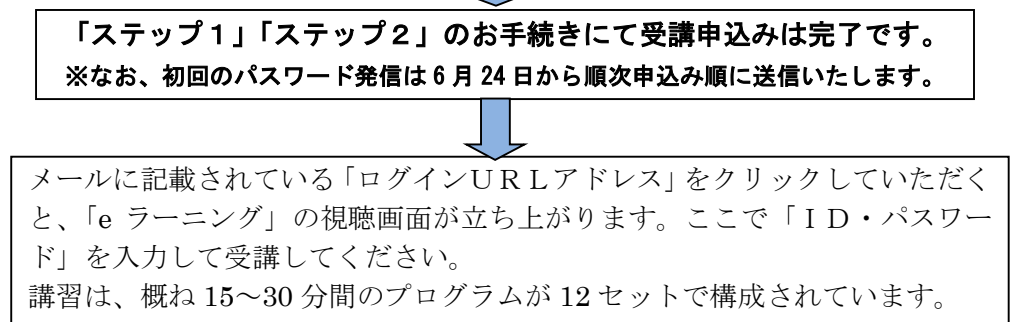 「ステップ１」「ステップ２」のお手続きにて受講申込みは完了です。
※なお、初回のパスワード発信は６月24日から順次申込み順に送信いたします。
メールに記載されている「ログインＵＲＬアドレス」をクリックしていただく
と、「e ラーニング」の視聴画面が立ち上がります。ここで「ＩＤ・パスワー
ド」を入力して受講してください。
講習は、概ね 15～30 分間のプログラムが 12 セットで構成されています。